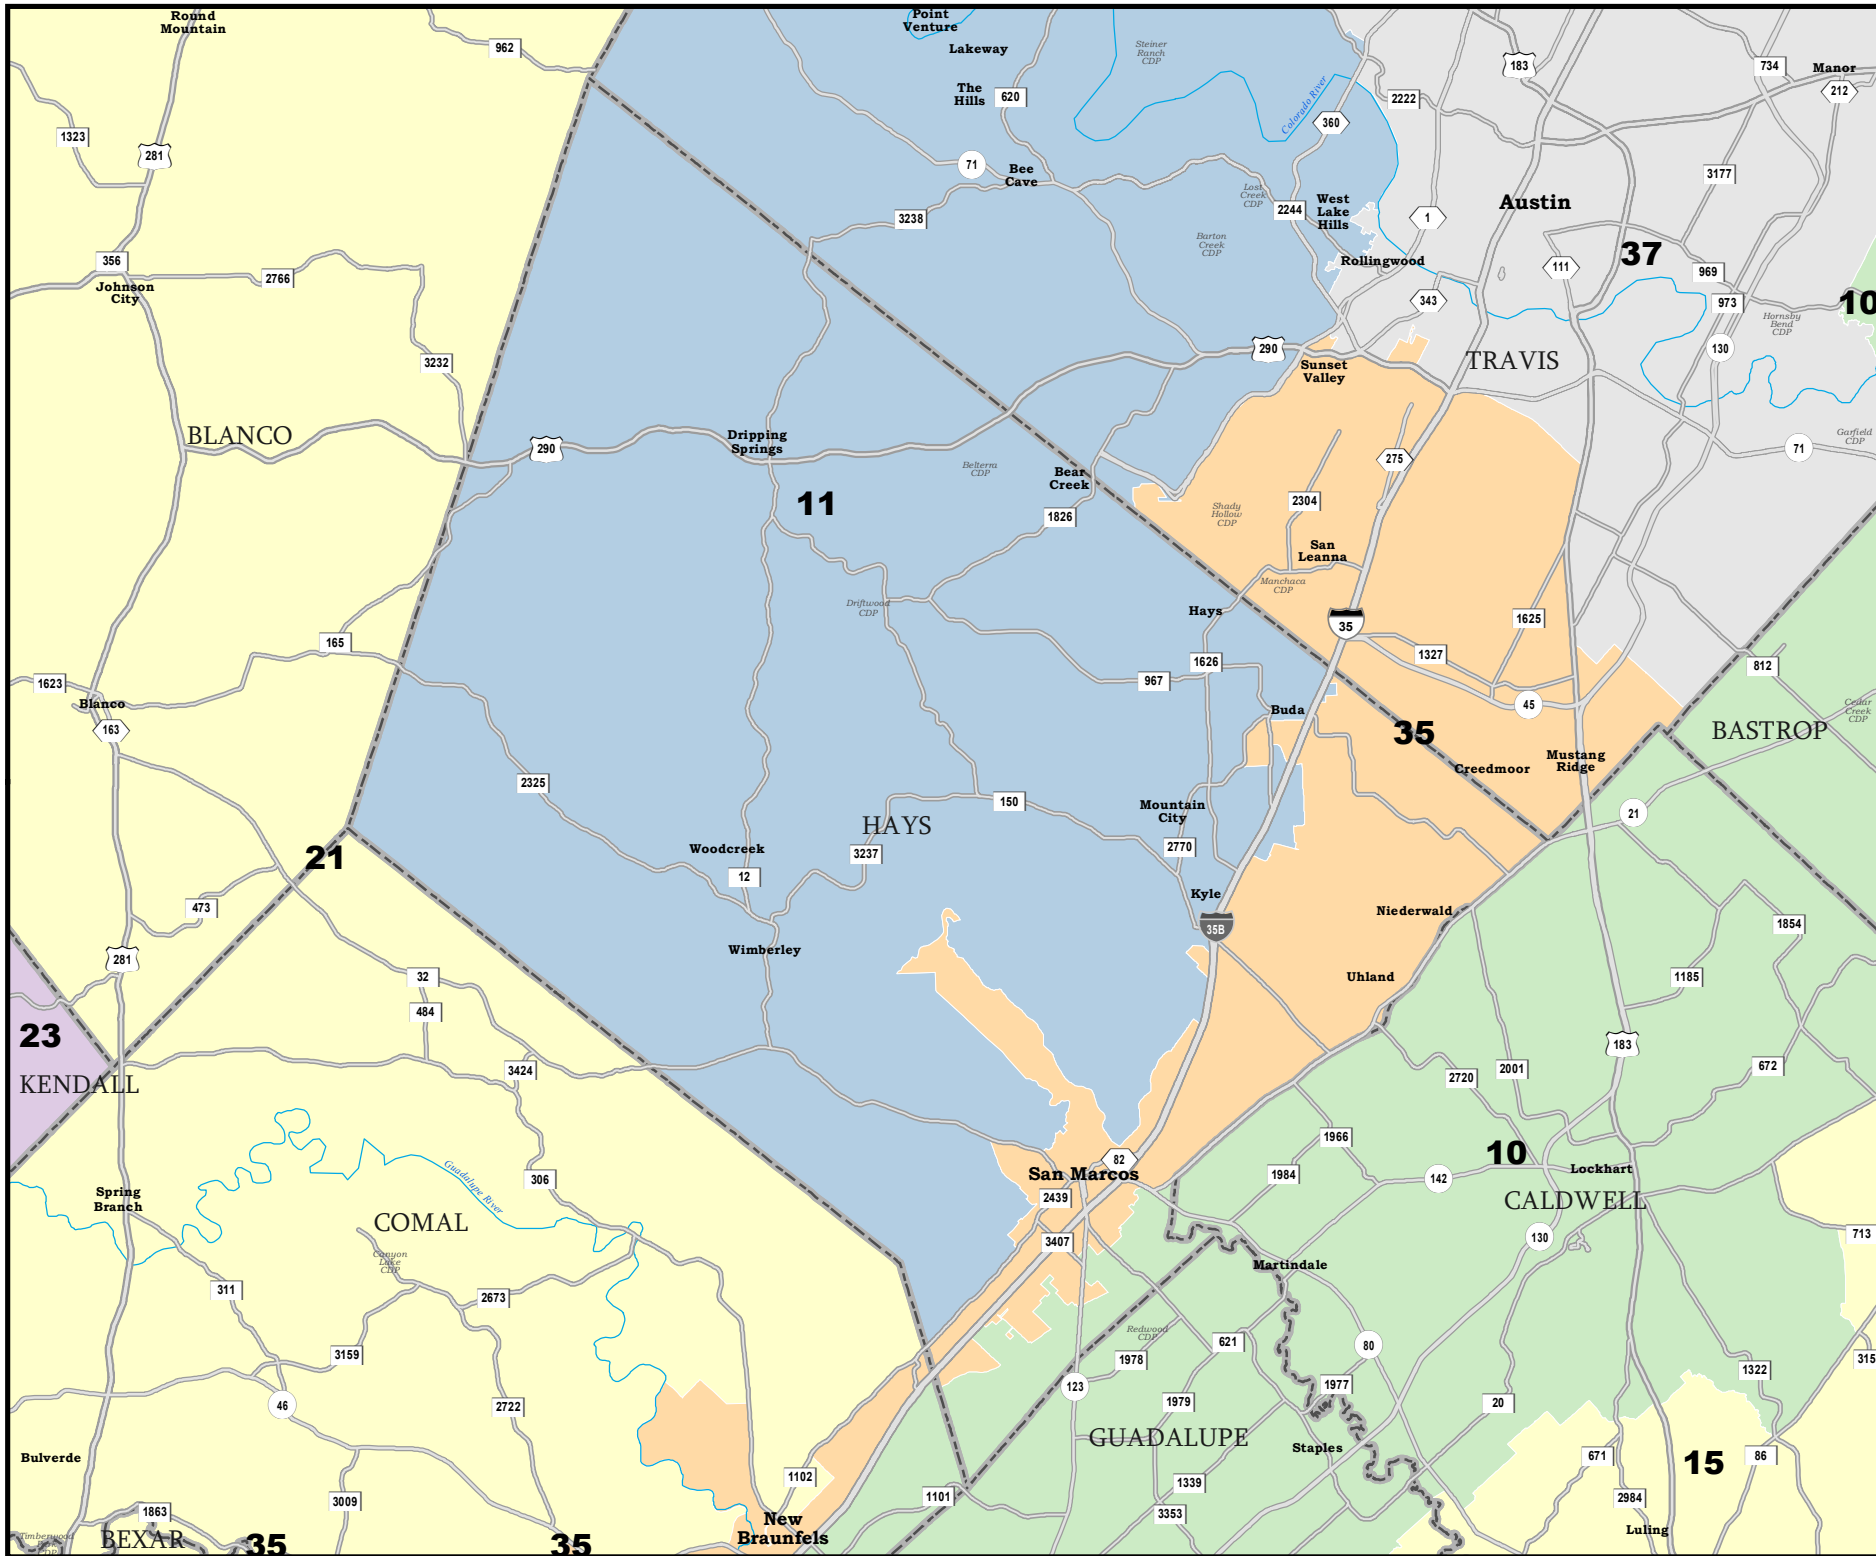 Round
Mountain
962
Point
Venture
Lakeway
Steiner
Ranch
CDP
183
734
Manor
212
The
Hills
620
2222
Colorado River
360
1323
281
71
Bee
Cave
3177
Lost
Creek
CDP
2244
West
Lake
Hills
Austin
1
3238
Barton
Creek
CDP
37
356
Johnson
City
2766
Rollingwood
111
969
343
973
10
Hornsby
Bend
CDP
3232
290
Sunset
Valley
TRAVIS
130
BLANCO
290
Dripping
Springs
Belterra
CDP
Bear
Creek
275
71
Garfield
CDP
11
1826
Shady
Hollow
CDP
2304
San
Leanna
Manchaca
CDP
Driftwood
CDP
Hays
35
1625
165
1626
1327
812
1623
967
Blanco
163
Buda
45
35
BASTROP
Cedar
Creek
CDP
Creedmoor
Mustang
Ridge
2325
150
Mountain
City
21
HAYS
2770
21
Woodcreek
3237
12
473
Kyle
Niederwald
1854
35B
Wimberley
281
32
Uhland
1185
484
23
183
KENDALL
3424
2720
2001
672
1966
82
10
San Marcos
1984
142
Lockhart
Guadalupe River
306
Spring
Branch
2439
CALDWELL
COMAL
3407
130
713
Canyon
Lake
CDP
Martindale
311
2673
Redwood
CDP
621
80
3159
1978
1322
315
123
1977
46
2722
1979
20
GUADALUPE
Staples
Bulverde
1102
671
15
86
1339
1101
2984
3009
1863
3353
New
Braunfels
Luling
Timberwood
CDP
BEXAR
35
35